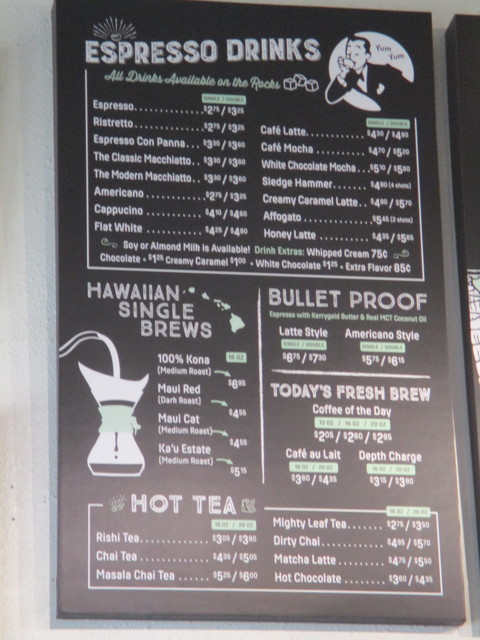 ESPRESSO DRINKS
Yum Yum
All Drinks Available on the Rocks
SINGLE / DOUBLE
Espresso.......................$2.75 / $3.25
Ristretto......................$2.75 / $3.25
Espresso Con Panna....$3.30 / $3.80
The Classic Macchiatto..$3.30 / $3.80
The Modern Macchiatto..$3.30 / $3.80
Americano....................$2.75 / $3.25
Cappucino....................$4.10 / $4.60
Flat White....................$4.25 / $4.80
SINGLE / DOUBLE
Café Latte....................$4.30 / $4.80
Café Mocha..................$4.70 / $5.20
White Chocolate Mocha...$5.10 / $5.60
Sledge Hammer............$4.90 (4 shots)
Creamy Caramel Latte..$4.90 / $5.70
Affogato......................$5.45 (2 shots)
Honey Latte.................$4.35 / $5.65
Soy or Almond Milk is Available! Drink Extras: Whipped Cream 75¢
Chocolate • $1.25 Creamy Caramel $1.00 • White Chocolate $1.25 • Extra Flavor 85¢
HAWAIIAN
SINGLE
BREWS
16 OZ
100% Kona
(Medium Roast)
$6.95
Maui Red
(Dark Roast)
$4.55
Maui Cat
(Medium Roast)
$4.55
Ka'u Estate
(Medium Roast)
$5.15
BULLET PROOF
Espresso with Kerrygold Butter & Real MCT Coconut Oil
Latte Style
SINGLE / DOUBLE
$6.75 / $7.30
Americano Style
SINGLE / DOUBLE
$5.75 / $6.15
TODAY'S FRESH BREW
Coffee of the Day
12 OZ / 16 OZ / 20 OZ
$2.05 / $2.60 / $2.95
Café au Lait
16 OZ / 20 OZ
$3.60 / $4.35
Depth Charge
16 OZ / 20 OZ
$3.15 / $3.90
HOT TEA
16 OZ / 20 OZ
Rishi Tea....................$3.05 / $3.80
Chai Tea....................$4.35 / $5.05
Masala Chai Tea ......$5.25 / $6.00
16 OZ / 20 OZ
Mighty Leaf Tea.......$2.75 / $3.50
Dirty Chai..................$4.95 / $5.70
Matcha Latte............$4.75 / $5.50
Hot Chocolate..........$3.60 / $4.35